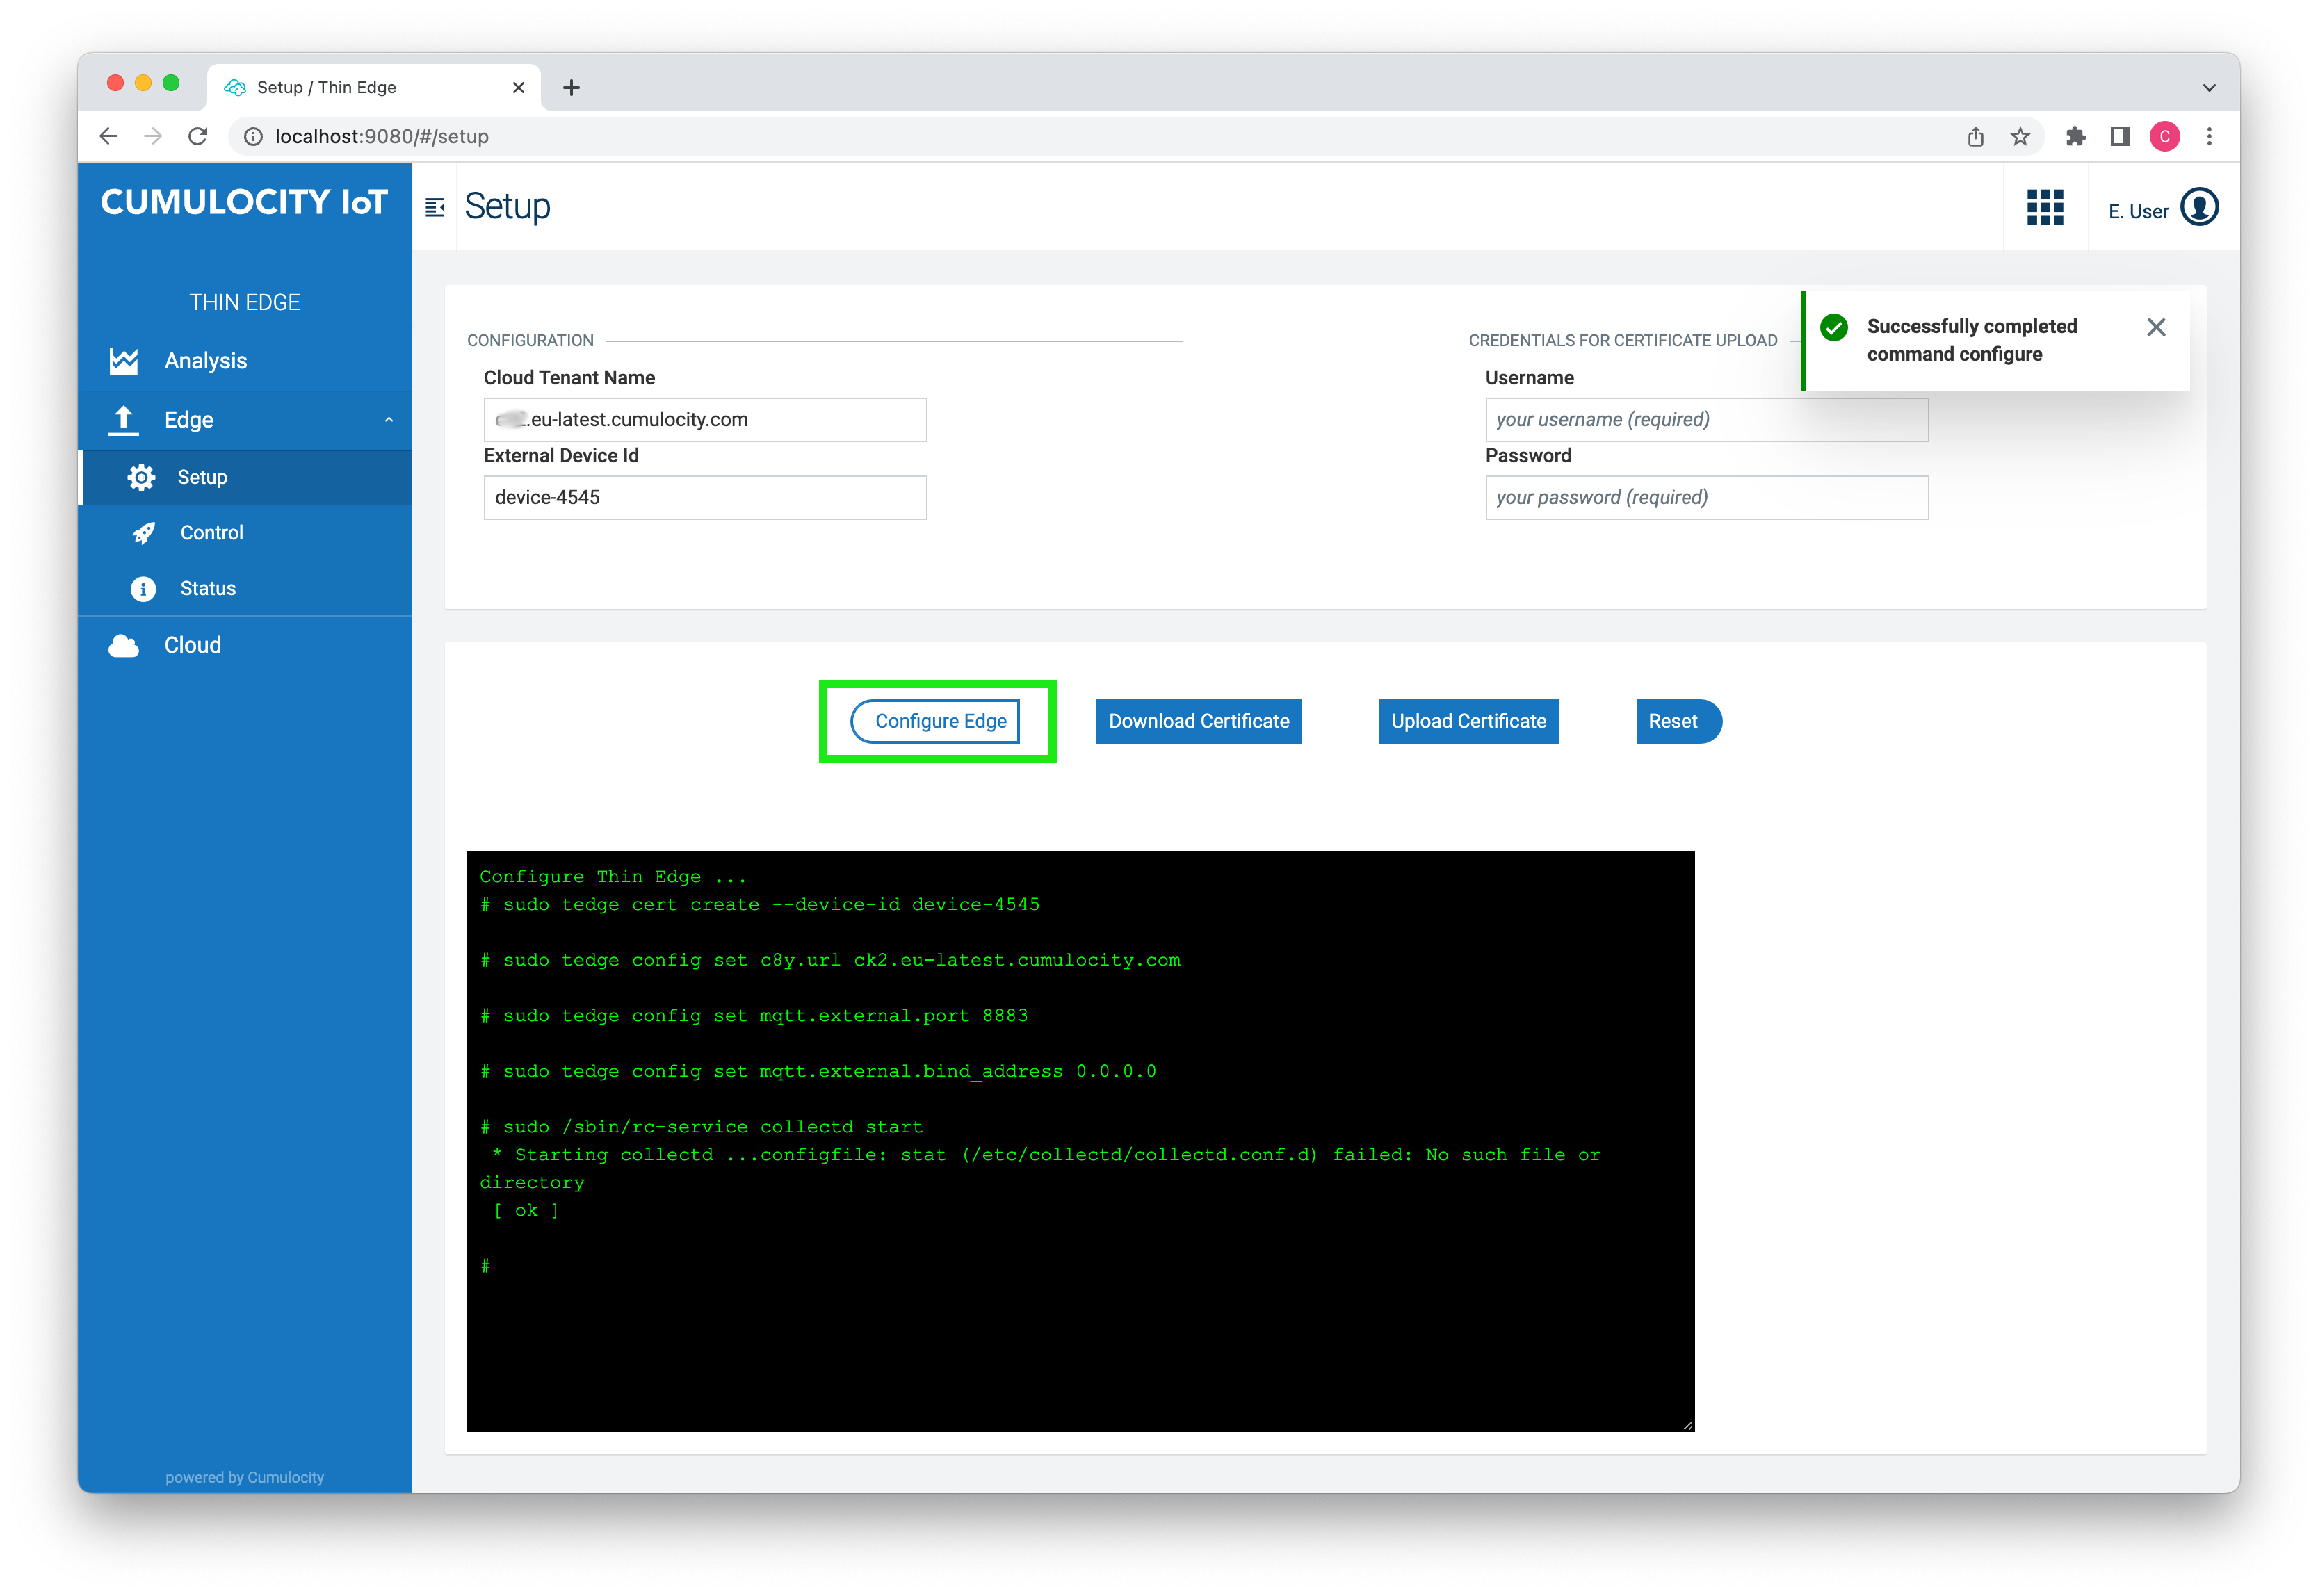 Setup / Thin Edge
localhost:9080/#/setup
C
CUMULOCITY IoT
Setup
E. User
THIN EDGE
Analysis
Edge
Setup
Control
Status
Cloud
powered by Cumulocity
CONFIGURATION
Cloud Tenant Name
.eu-latest.cumulocity.com
External Device Id
device-4545
CREDENTIALS FOR CERTIFICATE UPLOAD
Username
your username (required)
Password
your password (required)
Successfully completed
command configure
Configure Edge
Download Certificate
Upload Certificate
Reset
Configure Thin Edge ...
# sudo tedge cert create --device-id device-4545
# sudo tedge config set c8y.url ck2.eu-latest.cumulocity.com
# sudo tedge config set mqtt.external.port 8883
# sudo tedge config set mqtt.external.bind_address 0.0.0.0
# sudo /sbin/rc-service collectd start
* Starting collectd ...configfile: stat (/etc/collectd/collectd.conf.d) failed: No such file or
directory
[ ok ]
#